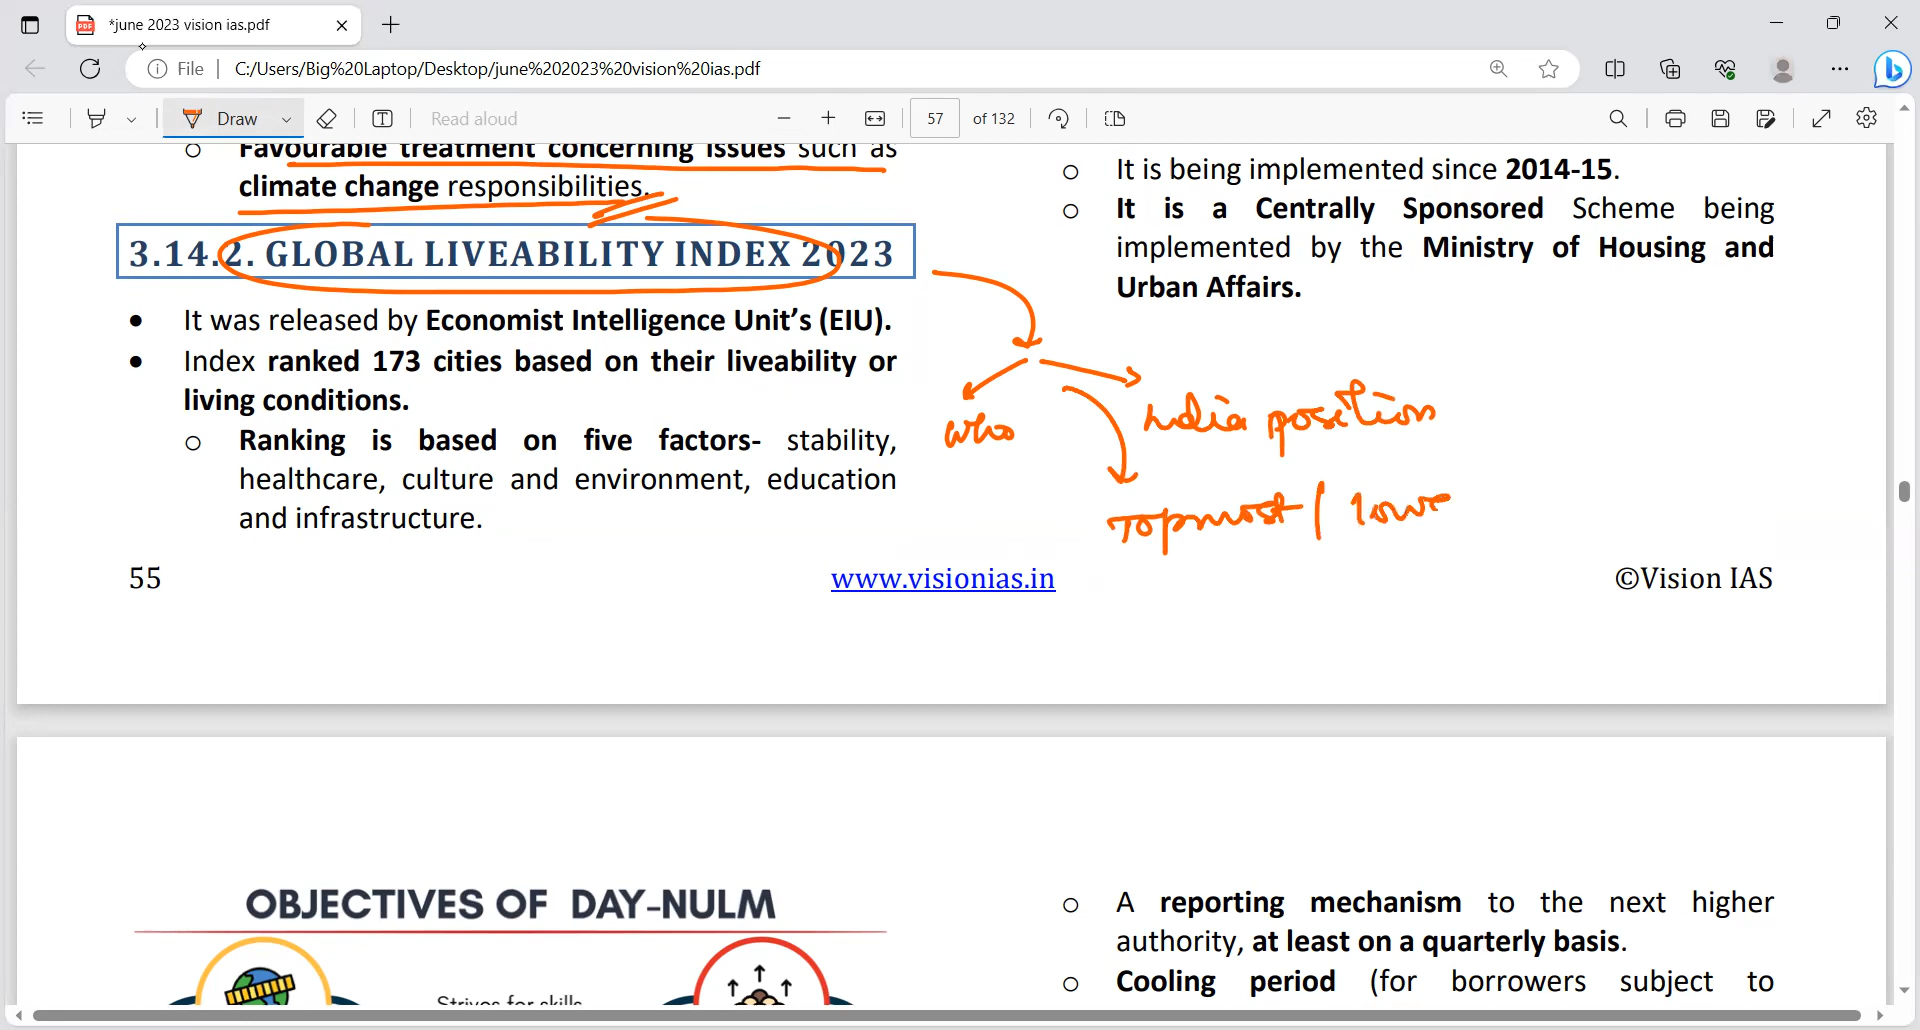 *june 2023 vision ias.pdf
File
C:/Users/Big%20Laptop/Desktop/june%202023%20vision%20ias.pdf
Draw
Read aloud
57
of 132
Favourable treatment concerning issues such as
climate change responsibilities.
3.14.2. GLOBAL LIVEABILITY INDEX 2023
• It was released by Economist Intelligence Unit's (EIU).
• Index ranked 173 cities based on their liveability or
living conditions.
o Ranking is based on five factors- stability,
healthcare, culture and environment, education
and infrastructure.
o It is being implemented since 2014-15.
o It is a Centrally Sponsored Scheme being
implemented by the Ministry of Housing and
Urban Affairs.
who
India position
Topmost / lowe
55
www.visionias.in
©Vision IAS
OBJECTIVES OF DAY-NULM
Strives for skills
o A reporting mechanism to the next higher
authority, at least on a quarterly basis.
o Cooling period (for borrowers subject to